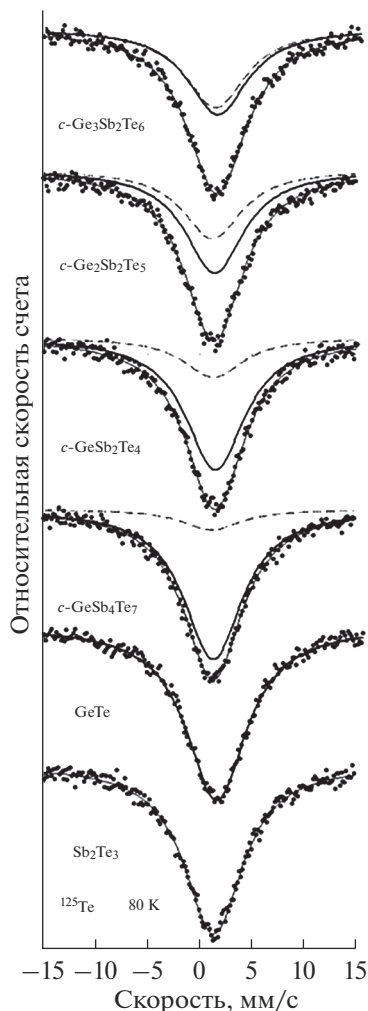 Относительная скорость счета
c-Ge₃Sb₂Te₆
c-Ge₂Sb₂Te₅
c-GeSb₂Te₄
c-GeSb₄Te₇
GeTe
Sb₂Te₃
¹²⁵Te 80 K
−15 −10 −5 0 5 10 15
Скорость, мм/с